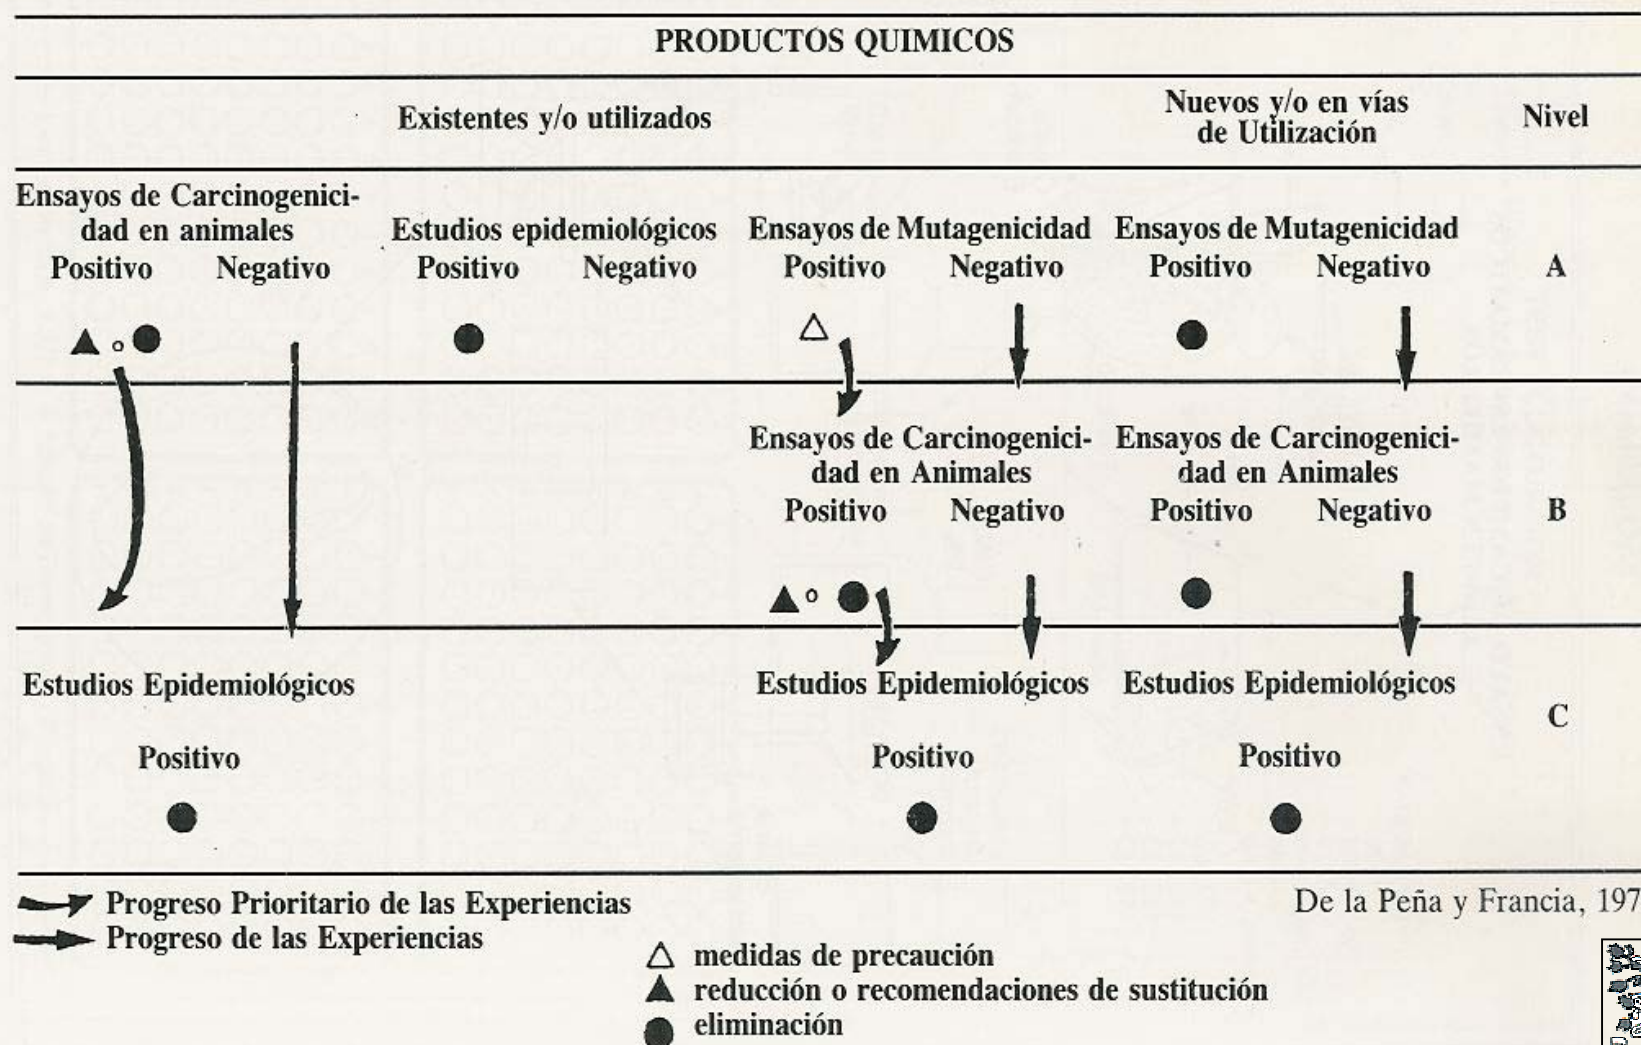 PRODUCTOS QUIMICOS
Existentes y/o utilizados
Nuevos y/o en vías
de Utilización
Nivel
Ensayos de Carcinogenici-
dad en animales
Positivo Negativo
Estudios epidemiológicos
Positivo Negativo
Ensayos de Mutagenicidad
Positivo Negativo
Ensayos de Mutagenicidad
Positivo Negativo
A
o
Ensayos de Carcinogenici-
dad en Animales
Positivo Negativo
Ensayos de Carcinogenici-
dad en Animales
Positivo Negativo
B
o
Estudios Epidemiológicos
Positivo
Estudios Epidemiológicos
Positivo
Estudios Epidemiológicos
Positivo
C
Progreso Prioritario de las Experiencias
Progreso de las Experiencias
De la Peña y Francia, 197
medidas de precaución
reducción o recomendaciones de sustitución
eliminación